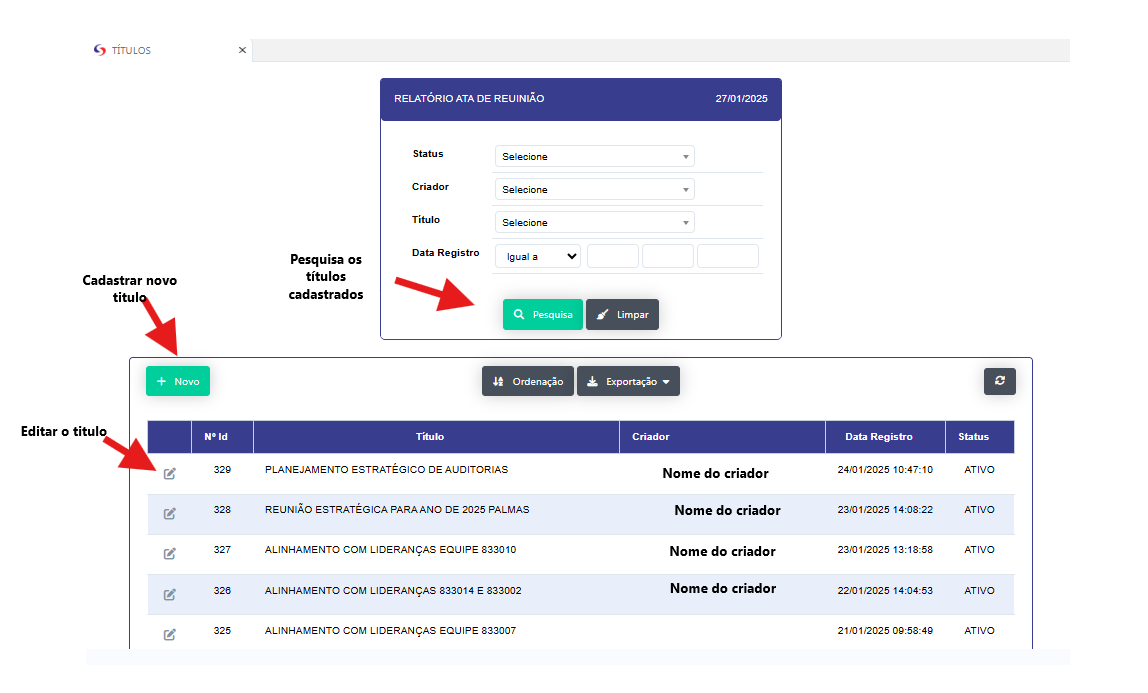 TÍTULOS ×
RELATÓRIO ATA DE REUINIÃO 27/01/2025
Status Selecione
Criador Selecione
Título Selecione
Data Registro Igual a
Pesquisa os
títulos
cadastrados
Cadastrar novo
titulo
Pesquisa Limpar
+ Novo Ordenação Exportação
Editar o titulo
Nº Id Título Criador Data Registro Status
329 PLANEJAMENTO ESTRATÉGICO DE AUDITORIAS Nome do criador 24/01/2025 10:47:10 ATIVO
328 REUNIÃO ESTRATÉGICA PARA ANO DE 2025 PALMAS Nome do criador 23/01/2025 14:08:22 ATIVO
327 ALINHAMENTO COM LIDERANÇAS EQUIPE 833010 Nome do criador 23/01/2025 13:18:58 ATIVO
326 ALINHAMENTO COM LIDERANÇAS 833014 E 833002 Nome do criador 22/01/2025 14:04:53 ATIVO
325 ALINHAMENTO COM LIDERANÇAS EQUIPE 833007 21/01/2025 09:58:49 ATIVO